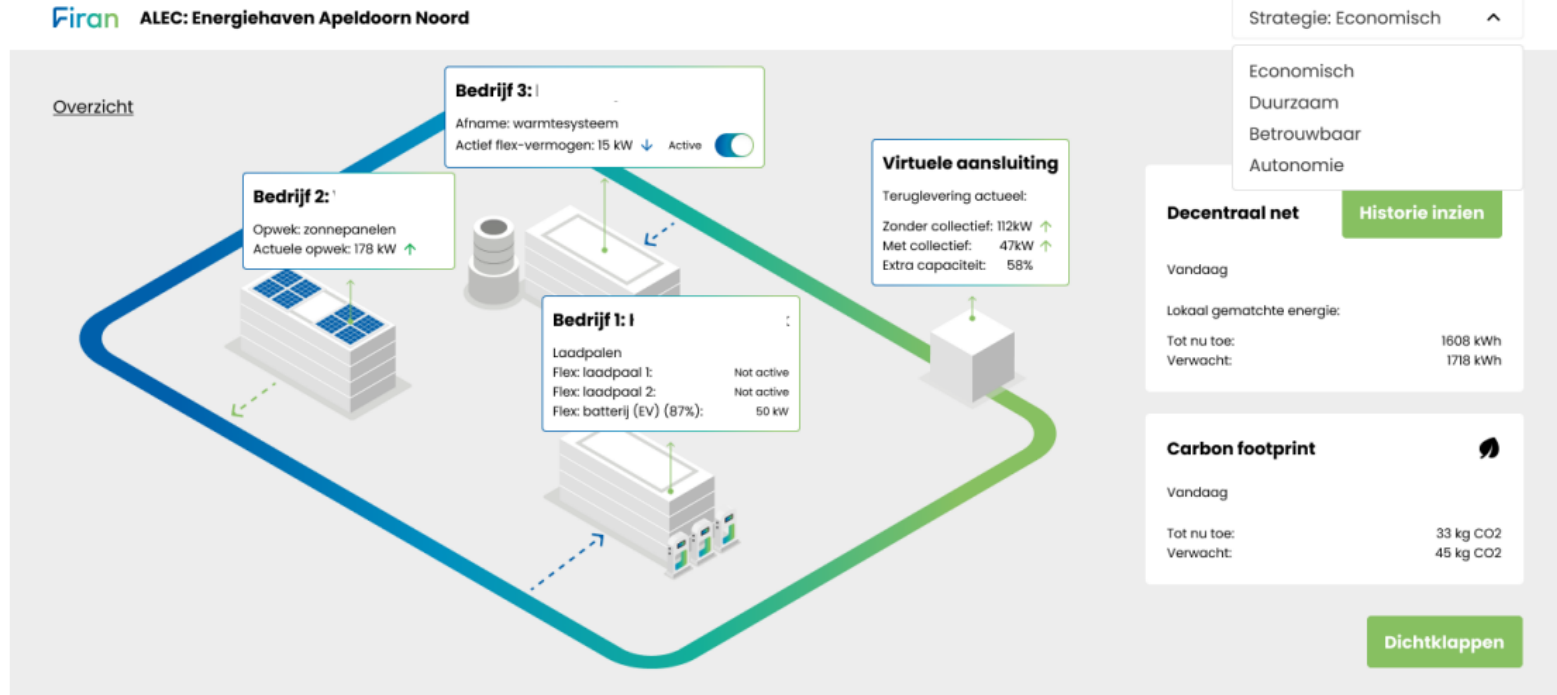 Firan ALEC: Energiehaven Apeldoorn Noord
Strategie: Economisch
Economisch
Duurzaam
Betrouwbaar
Autonomie
Overzicht
Bedrijf 3:
Afname: warmtesysteem
Actief flex-vermogen: 15 kW ↓ Active
Bedrijf 2:
Opwek: zonnepanelen
Actuele opwek: 178 kW ↑
Virtuele aansluiting
Teruglevering actueel:
Zonder collectief: 112kW ↑
Met collectief: 47kW ↑
Extra capaciteit: 58%
Bedrijf 1:
Laadpalen
Flex: laadpaal 1: Not active
Flex: laadpaal 2: Not active
Flex: batterij (EV) (87%): 50 kW
Decentraal net
Historie inzien
Vandaag
Lokaal gematchte energie:
Tot nu toe: 1608 kWh
Verwacht: 1718 kWh
Carbon footprint
Vandaag
Tot nu toe: 33 kg CO2
Verwacht: 45 kg CO2
Dichtklappen